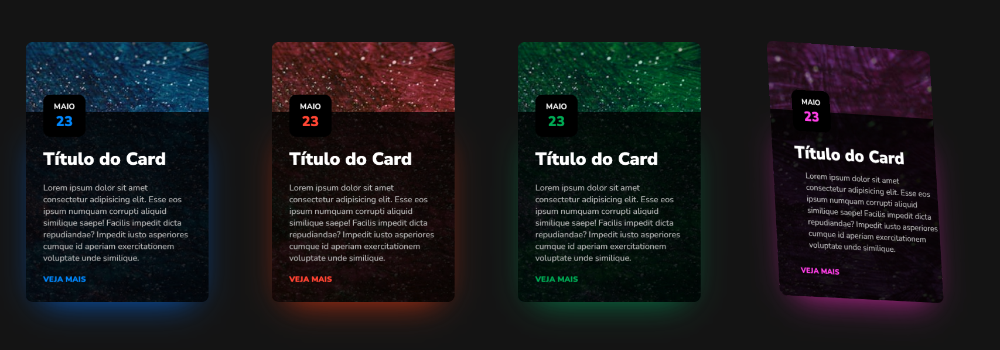 MAIO
23
Título do Card
Lorem ipsum dolor sit amet
consectetur adipisicing elit. Esse eos
ipsum numquam corrupti aliquid
similique saepe! Facilis impedit dicta
repudiandae? Impedit iusto asperiores
cumque id aperiam exercitationem
voluptate unde similique.
VEJA MAIS
MAIO
23
Título do Card
Lorem ipsum dolor sit amet
consectetur adipisicing elit. Esse eos
ipsum numquam corrupti aliquid
similique saepe! Facilis impedit dicta
repudiandae? Impedit iusto asperiores
cumque id aperiam exercitationem
voluptate unde similique.
VEJA MAIS
MAIO
23
Título do Card
Lorem ipsum dolor sit amet
consectetur adipisicing elit. Esse eos
ipsum numquam corrupti aliquid
similique saepe! Facilis impedit dicta
repudiandae? Impedit iusto asperiores
cumque id aperiam exercitationem
voluptate unde similique.
VEJA MAIS
MAIO
23
Título do Card
Lorem ipsum dolor sit amet
consectetur adipisicing elit. Esse eos
ipsum numquam corrupti aliquid
similique saepe! Facilis impedit dicta
repudiandae? Impedit iusto asperiores
cumque id aperiam exercitationem
voluptate unde similique.
VEJA MAIS